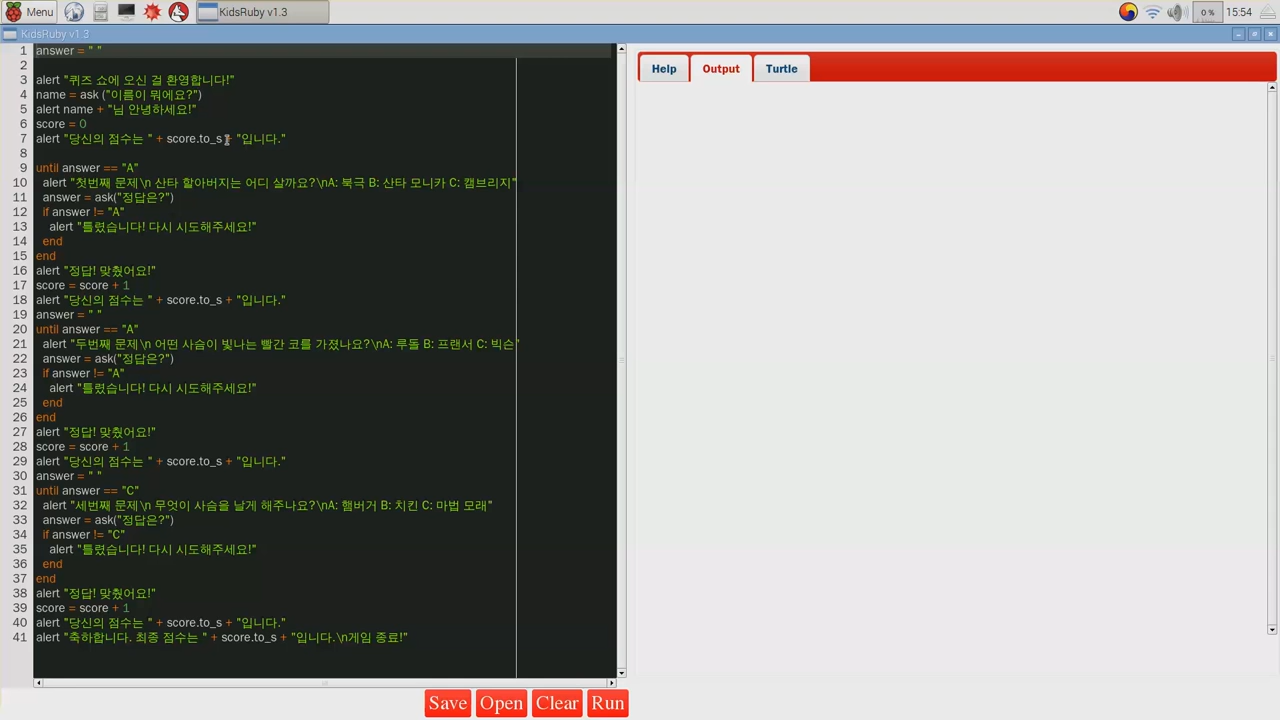 Menu KidsRuby v1.3 0 % 15:54
KidsRuby v1.3
1 answer = " "
2
3 alert "퀴즈 쇼에 오신 걸 환영합니다!"
4 name = ask ("이름이 뭐에요?")
5 alert name + "님 안녕하세요!"
6 score = 0
7 alert "당신의 점수는 " + score.to_s + "입니다."
8
9 until answer == "A"
10 alert "첫번째 문제\n 산타 할아버지는 어디 살까요?\nA: 북극 B: 산타 모니카 C: 캠브리지"
11 answer = ask("정답은?")
12 if answer != "A"
13 alert "틀렸습니다! 다시 시도해주세요!"
14 end
15 end
16 alert "정답! 맞췄어요!"
17 score = score + 1
18 alert "당신의 점수는 " + score.to_s + "입니다."
19 answer = " "
20 until answer == "A"
21 alert "두번째 문제\n 어떤 사슴이 빛나는 빨간 코를 가졌나요?\nA: 루돌 B: 프랜서 C: 빅슨"
22 answer = ask("정답은?")
23 if answer != "A"
24 alert "틀렸습니다! 다시 시도해주세요!"
25 end
26 end
27 alert "정답! 맞췄어요!"
28 score = score + 1
29 alert "당신의 점수는 " + score.to_s + "입니다."
30 answer = " "
31 until answer == "C"
32 alert "세번째 문제\n 무엇이 사슴을 날게 해주나요?\nA: 햄버거 B: 치킨 C: 마법 모래"
33 answer = ask("정답은?")
34 if answer != "C"
35 alert "틀렸습니다! 다시 시도해주세요!"
36 end
37 end
38 alert "정답! 맞췄어요!"
39 score = score + 1
40 alert "당신의 점수는 " + score.to_s + "입니다."
41 alert "축하합니다. 최종 점수는 " + score.to_s + "입니다.\n게임 종료!"
Help Output Turtle
Save Open Clear Run